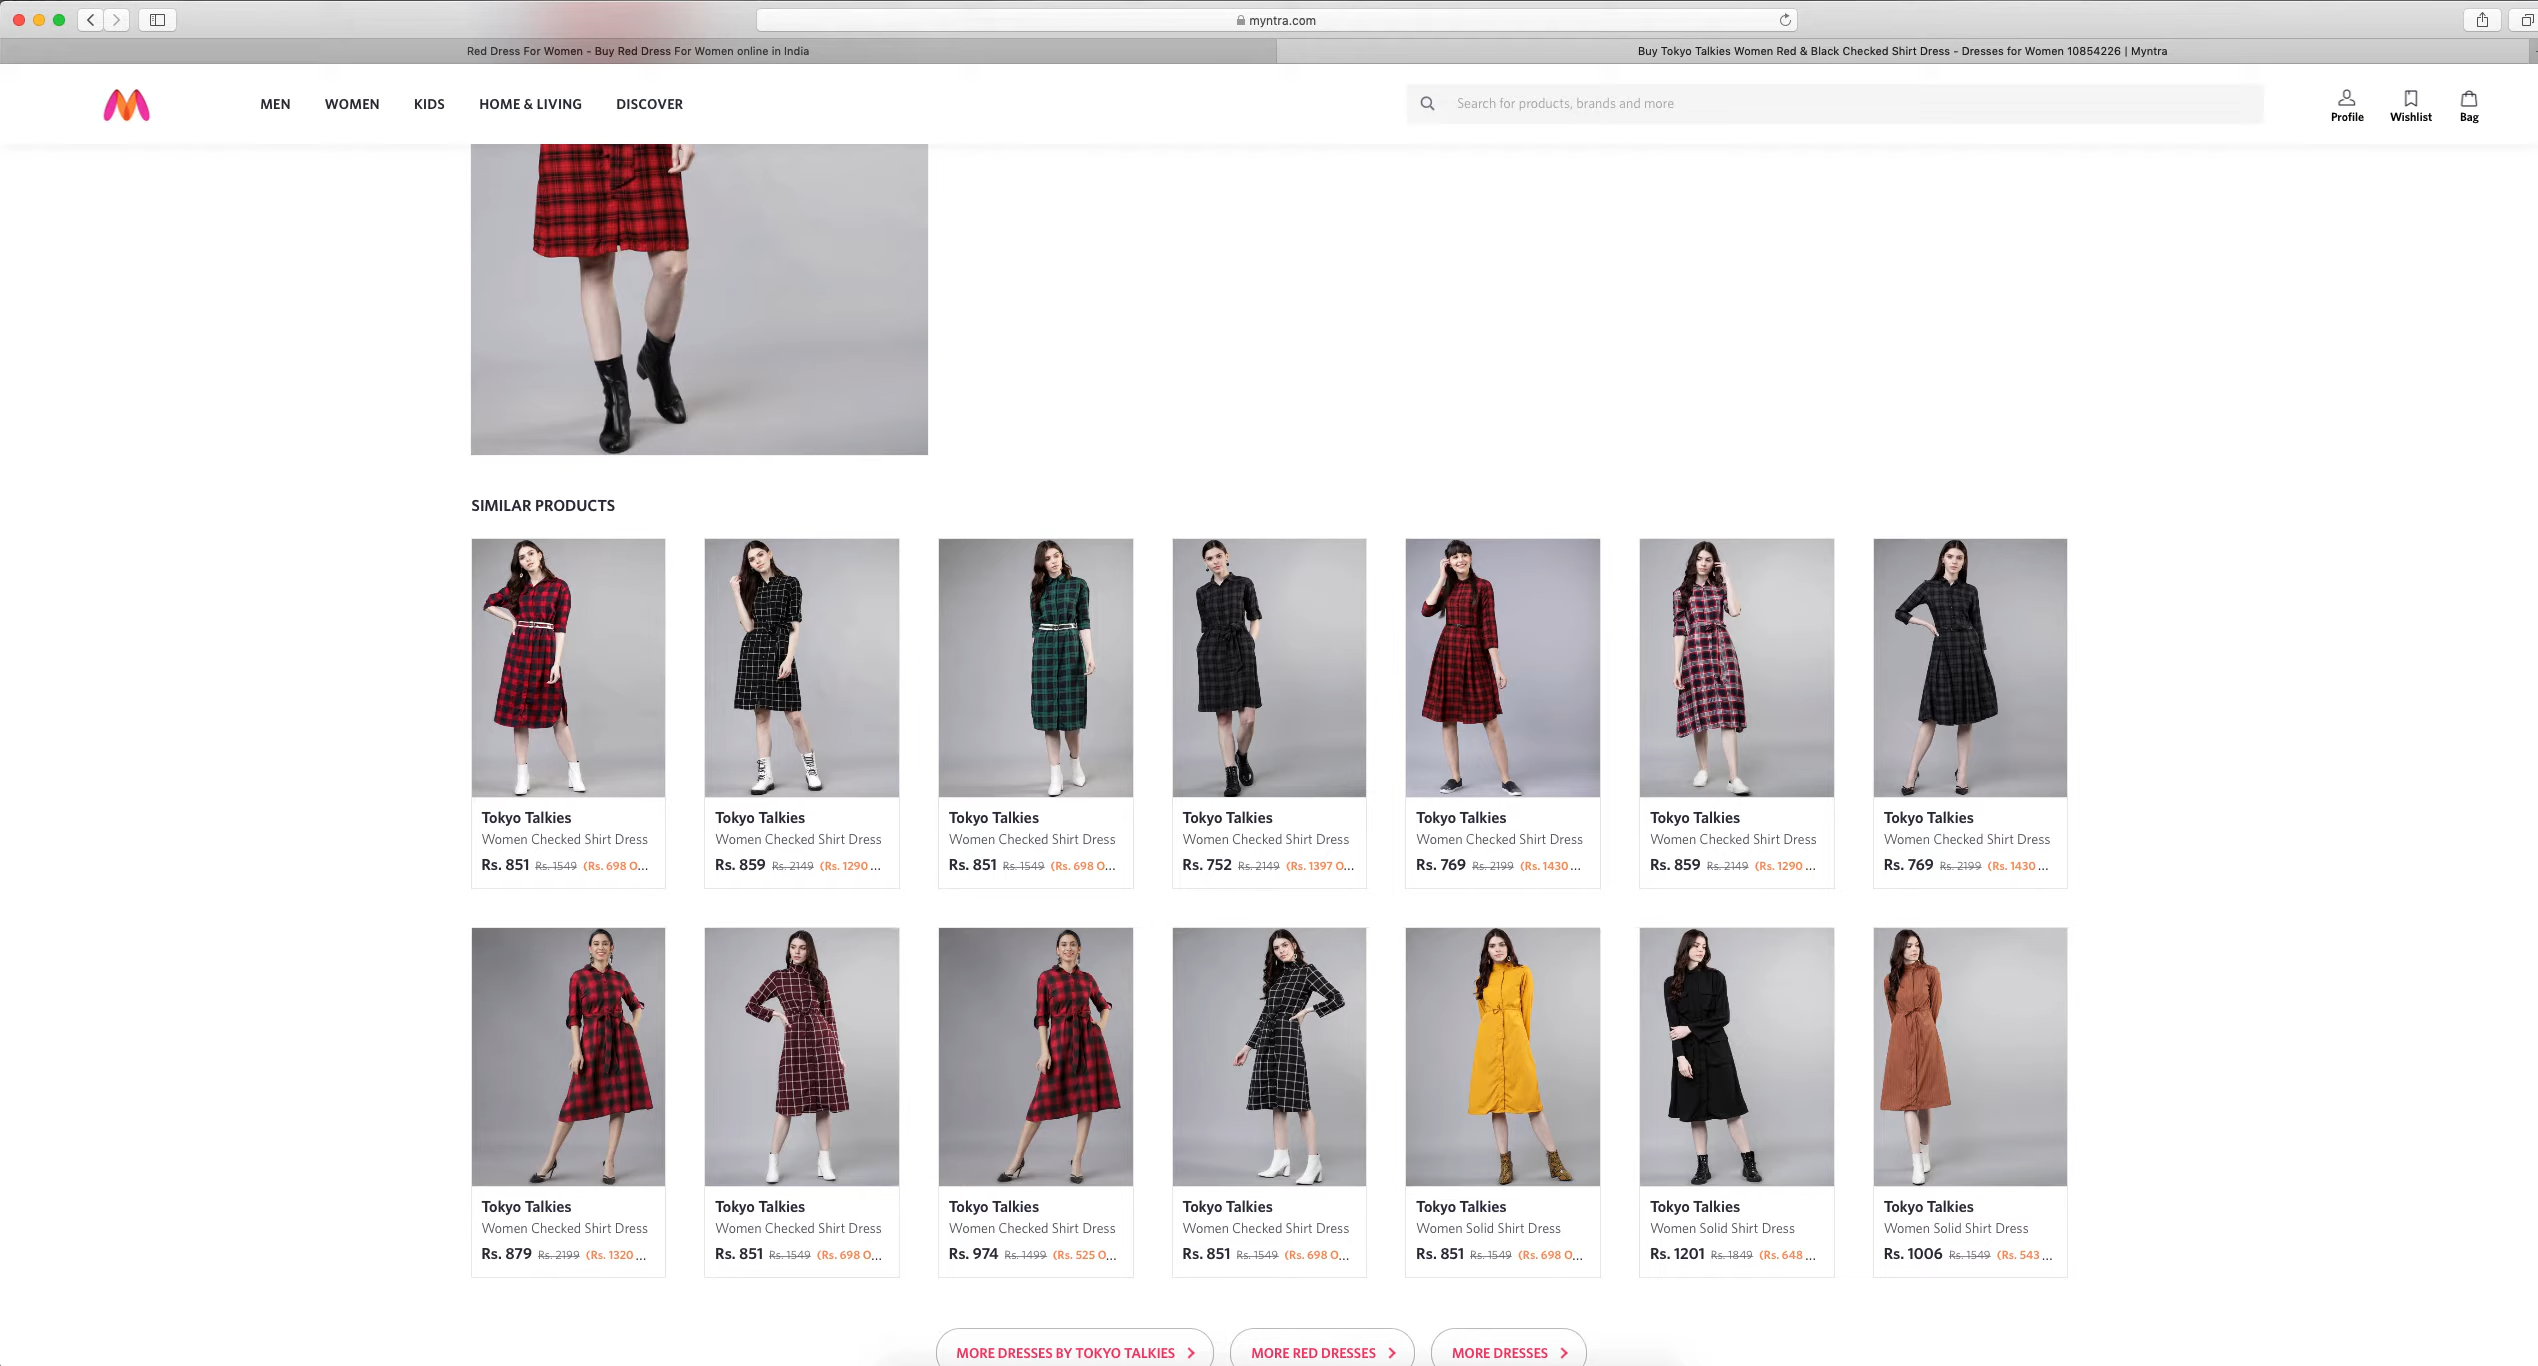 myntra.com
Red Dress For Women - Buy Red Dress For Women online in India
Buy Tokyo Talkies Women Red & Black Checked Shirt Dress - Dresses for Women 10854226 | Myntra
MEN WOMEN KIDS HOME & LIVING DISCOVER
Search for products, brands and more
Profile Wishlist Bag
SIMILAR PRODUCTS
Tokyo Talkies
Women Checked Shirt Dress
Rs. 851 Rs. 1549 (Rs. 698 O...
Tokyo Talkies
Women Checked Shirt Dress
Rs. 859 Rs. 2149 (Rs. 1290 ...
Tokyo Talkies
Women Checked Shirt Dress
Rs. 851 Rs. 1549 (Rs. 698 O...
Tokyo Talkies
Women Checked Shirt Dress
Rs. 752 Rs. 2149 (Rs. 1397 O...
Tokyo Talkies
Women Checked Shirt Dress
Rs. 769 Rs. 2199 (Rs. 1430 ...
Tokyo Talkies
Women Checked Shirt Dress
Rs. 859 Rs. 2149 (Rs. 1290 ...
Tokyo Talkies
Women Checked Shirt Dress
Rs. 769 Rs. 2199 (Rs. 1430 ...
Tokyo Talkies
Women Checked Shirt Dress
Rs. 879 Rs. 2199 (Rs. 1320 ...
Tokyo Talkies
Women Checked Shirt Dress
Rs. 851 Rs. 1549 (Rs. 698 O...
Tokyo Talkies
Women Checked Shirt Dress
Rs. 974 Rs. 1499 (Rs. 525 O...
Tokyo Talkies
Women Checked Shirt Dress
Rs. 851 Rs. 1549 (Rs. 698 O...
Tokyo Talkies
Women Solid Shirt Dress
Rs. 851 Rs. 1549 (Rs. 698 O...
Tokyo Talkies
Women Solid Shirt Dress
Rs. 1201 Rs. 1849 (Rs. 648 ...
Tokyo Talkies
Women Solid Shirt Dress
Rs. 1006 Rs. 1549 (Rs. 543 ...
MORE DRESSES BY TOKYO TALKIES
MORE RED DRESSES
MORE DRESSES